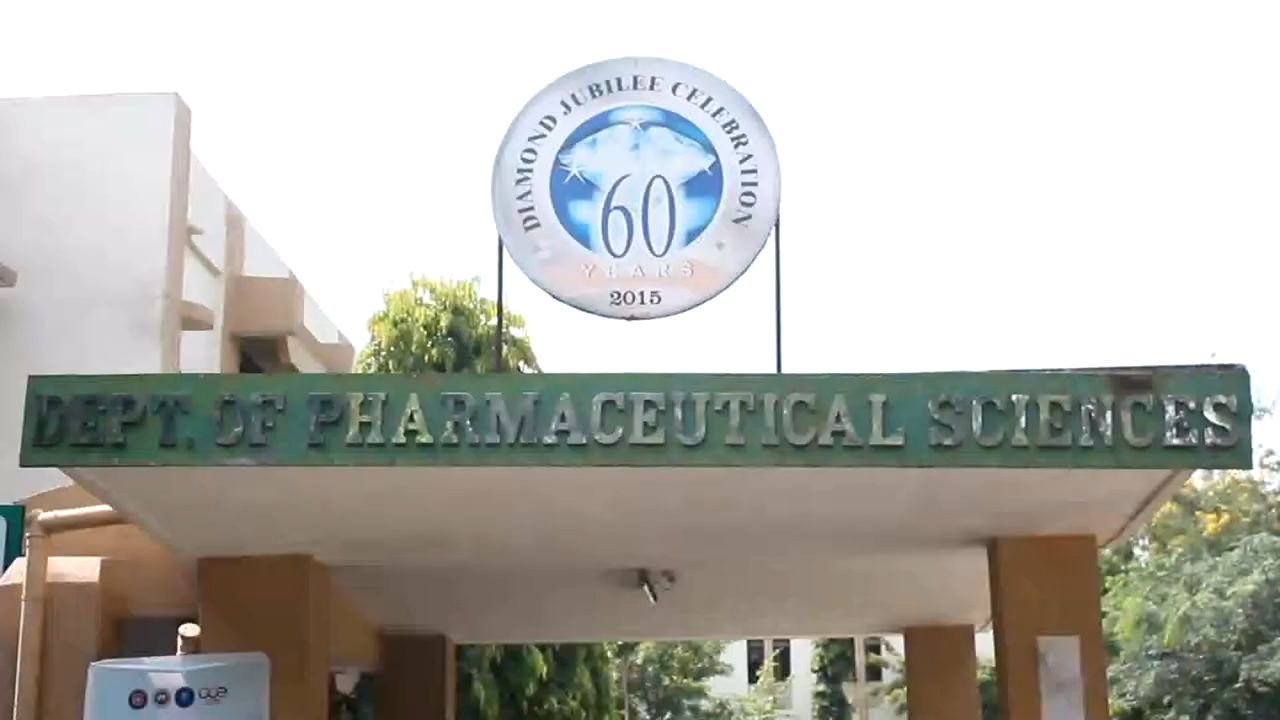 DIAMOND JUBILEE CELEBRATION
60
YEARS
2015
DEPT. OF PHARMACEUTICAL SCIENCES